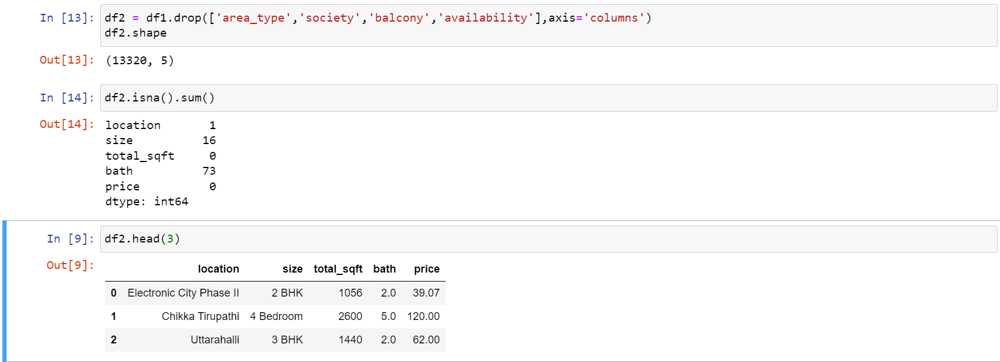 In [13]: df2 = df1.drop(['area_type','society','balcony','availability'],axis='columns')
df2.shape
Out[13]: (13320, 5)
In [14]: df2.isna().sum()
Out[14]: location 1
size 16
total_sqft 0
bath 73
price 0
dtype: int64
In [9]: df2.head(3)
Out[9]:
location size total_sqft bath price
0 Electronic City Phase II 2 BHK 1056 2.0 39.07
1 Chikka Tirupathi 4 Bedroom 2600 5.0 120.00
2 Uttarahalli 3 BHK 1440 2.0 62.00